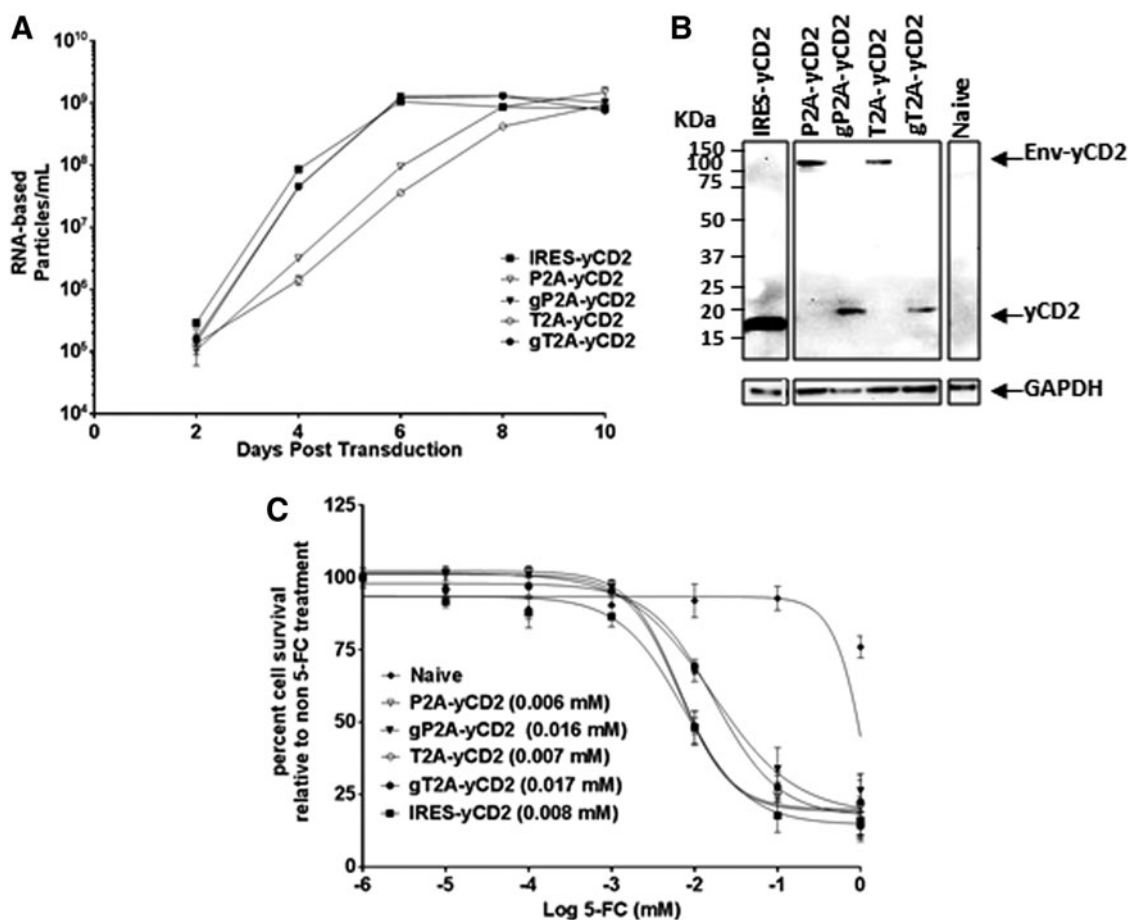 A
10^10
10^9
10^8
10^7
10^6
10^5
10^4
RNA-based
Particles/mL
0 2 4 6 8 10
Days Post Transduction
IRES-yCD2
P2A-yCD2
gP2A-yCD2
T2A-yCD2
gT2A-yCD2
B
IRES-yCD2
P2A-yCD2
gP2A-yCD2
T2A-yCD2
gT2A-yCD2
Naive
KDa
150
100
75
50
37
25
20
15
Env-yCD2
yCD2
GAPDH
C
125
100
75
50
25
0
percent cell survival
relative to non 5-FC treatment
Naive
P2A-yCD2 (0.006 mM)
gP2A-yCD2 (0.016 mM)
T2A-yCD2 (0.007 mM)
gT2A-yCD2 (0.017 mM)
IRES-yCD2 (0.008 mM)
-6 -5 -4 -3 -2 -1 0
Log 5-FC (mM)